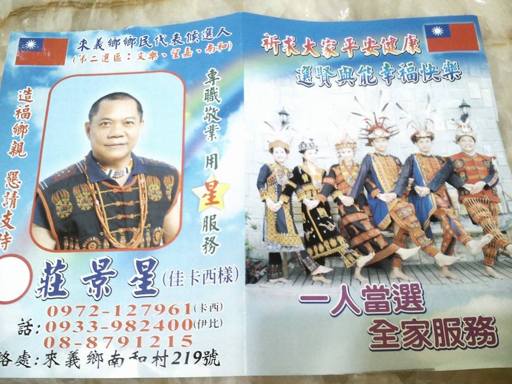 來義鄉鄉民代表候選人
(第二選區：文樂、望嘉、南和)
專職敬業用星服務
造福鄉親 懇請支持
莊景星(佳卡西樣)
0972-127961(卡西)
話:0933-982400(伊比)
08-8791215
路處:來義鄉南和村219號
祈求大家平安健康
選賢與能幸福快樂
一人當選
全家服務